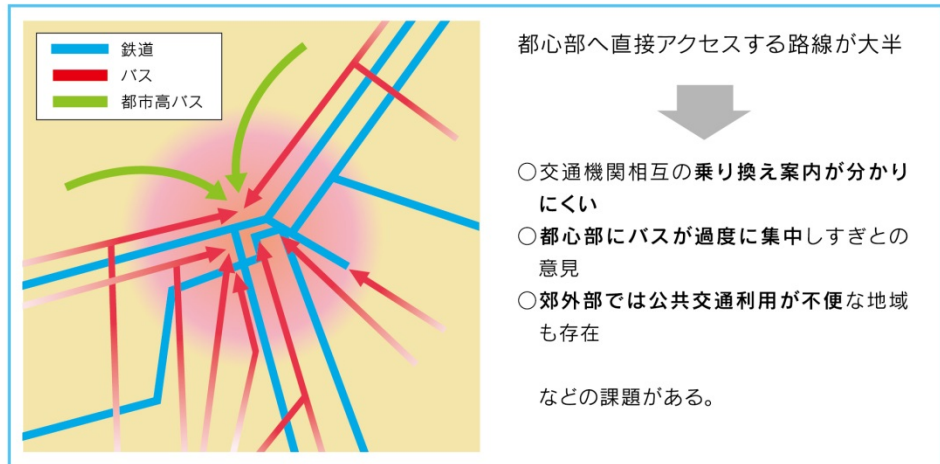 鉄道
バス
都市高バス
都心部へ直接アクセスする路線が大半
○交通機関相互の乗り換え案内が分かり
にくい
○都心部にバスが過度に集中しすぎとの
意見
○郊外部では公共交通利用が不便な地域
も存在
などの課題がある。